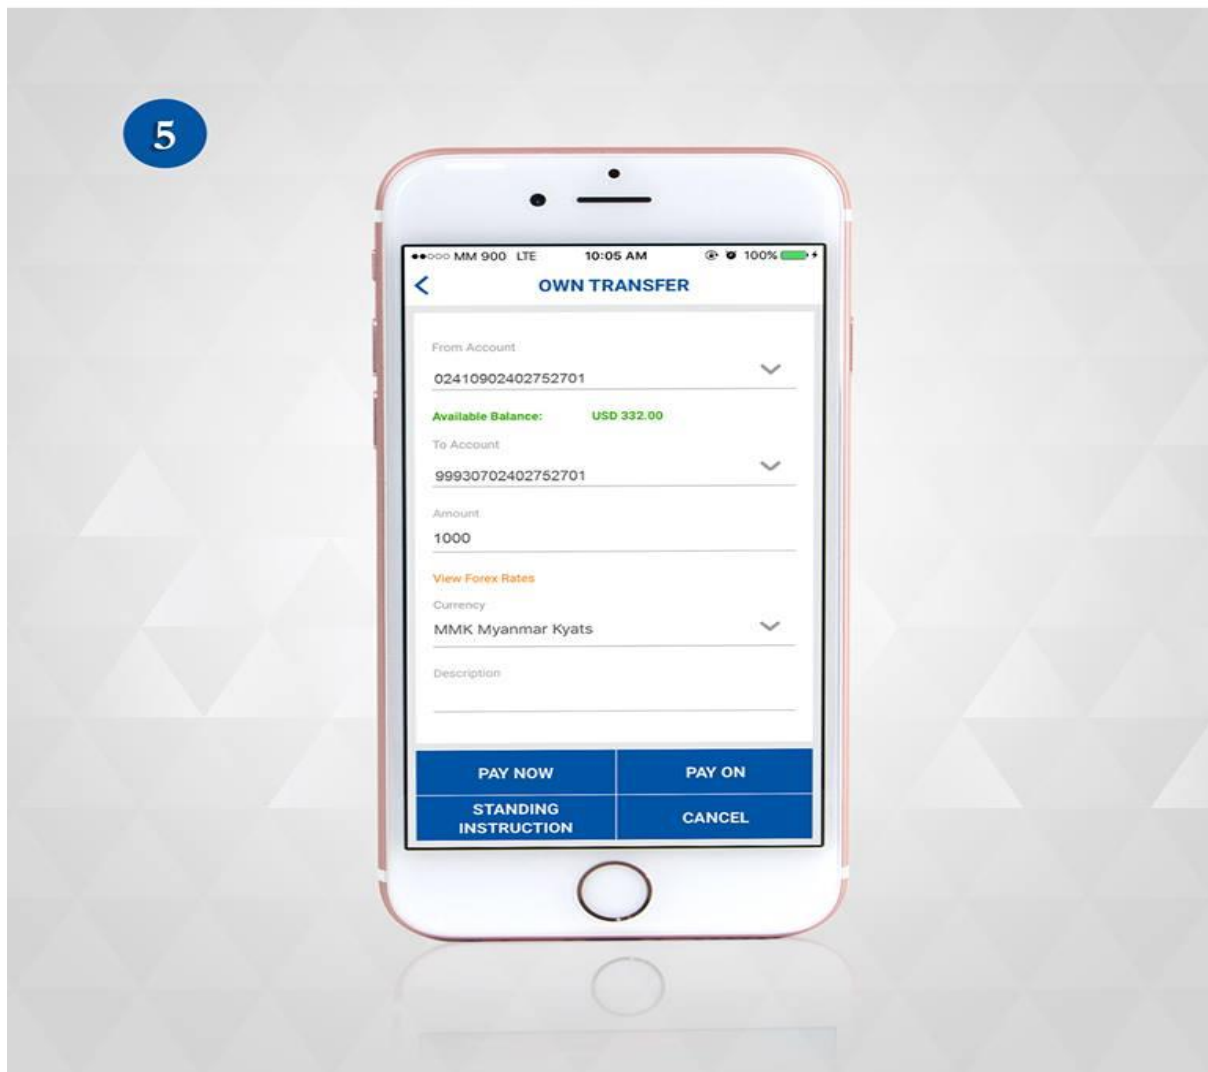 5
MM 900 LTE 10:05 AM 100%
OWN TRANSFER
From Account
02410902402752701
Available Balance: USD 332.00
To Account
99930702402752701
Amount
1000
View Forex Rates
Currency
MMK Myanmar Kyats
Description
PAY NOW PAY ON
STANDING
INSTRUCTION CANCEL